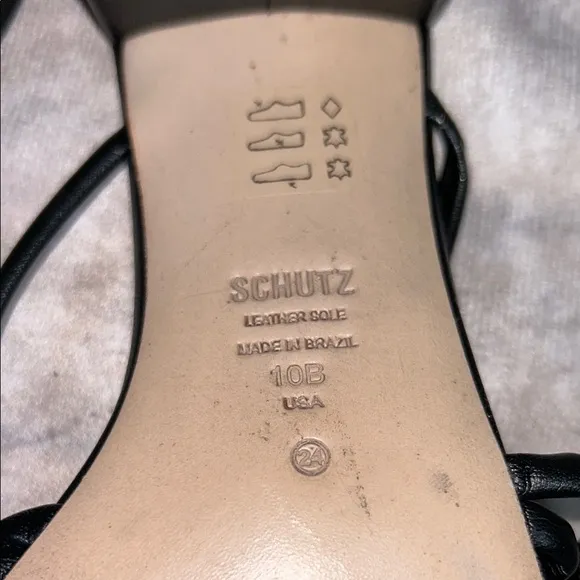 SCHUTZ
LEATHER SOLE
MADE IN BRAZIL
10B
USA
24